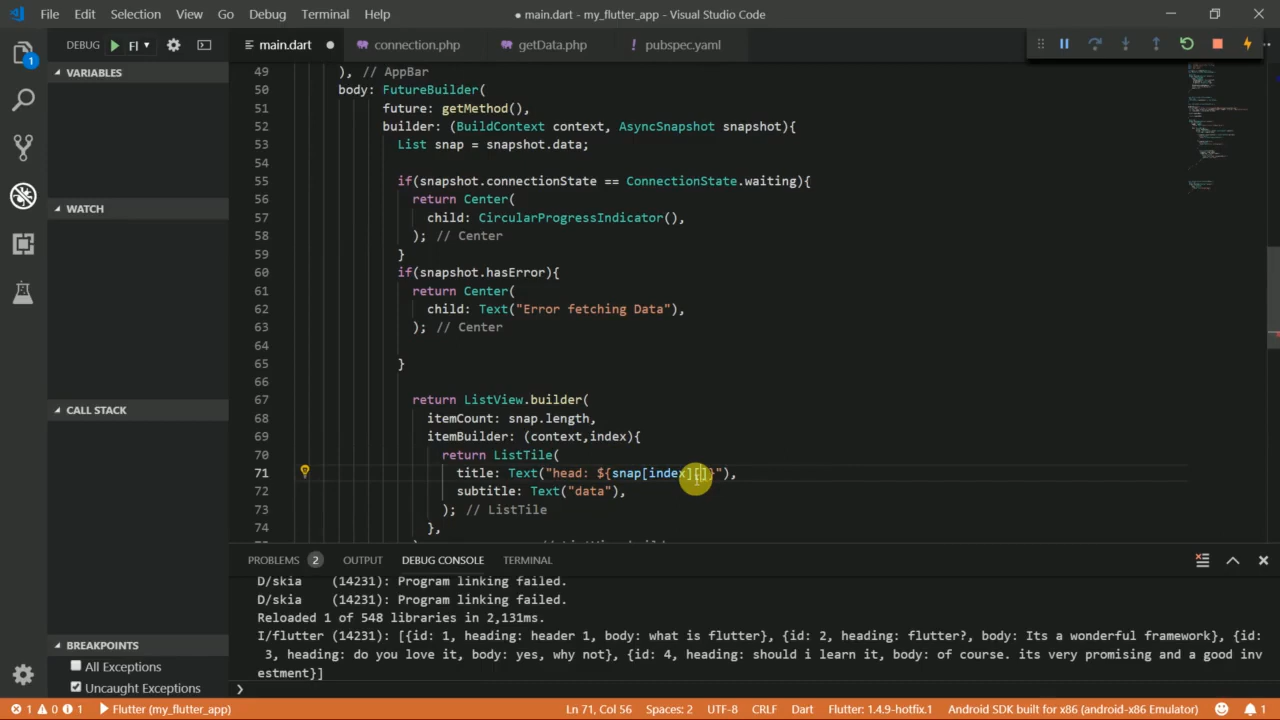 File Edit Selection View Go Debug Terminal Help
● main.dart - my_flutter_app - Visual Studio Code
DEBUG Fl
main.dart
connection.php
getData.php
pubspec.yaml
1
VARIABLES
WATCH
CALL STACK
BREAKPOINTS
All Exceptions
Uncaught Exceptions
49 ), // AppBar
50 body: FutureBuilder(
51 future: getMethod(),
52 builder: (BuildContext context, AsyncSnapshot snapshot){
53 List snap = snapshot.data;
54
55 if(snapshot.connectionState == ConnectionState.waiting){
56 return Center(
57 child: CircularProgressIndicator(),
58 ); // Center
59 }
60 if(snapshot.hasError){
61 return Center(
62 child: Text("Error fetching Data"),
63 ); // Center
64
65 }
66
67 return ListView.builder(
68 itemCount: snap.length,
69 itemBuilder: (context,index){
70 return ListTile(
71 title: Text("head: ${snap[index][]}"),
72 subtitle: Text("data"),
73 ); // ListTile
74 },
PROBLEMS 2 OUTPUT DEBUG CONSOLE TERMINAL
D/skia (14231): Program linking failed.
D/skia (14231): Program linking failed.
Reloaded 1 of 548 libraries in 2,131ms.
I/flutter (14231): [{id: 1, heading: header 1, body: what is flutter}, {id: 2, heading: flutter?, body: Its a wonderful framework}, {id:
3, heading: do you love it, body: yes, why not}, {id: 4, heading: should i learn it, body: of course. its very promising and a good inv
estment}]
1 0 1 Flutter (my_flutter_app) Ln 71, Col 56 Spaces: 2 UTF-8 CRLF Dart Flutter: 1.4.9-hotfix.1 Android SDK built for x86 (android-x86 Emulator) 1